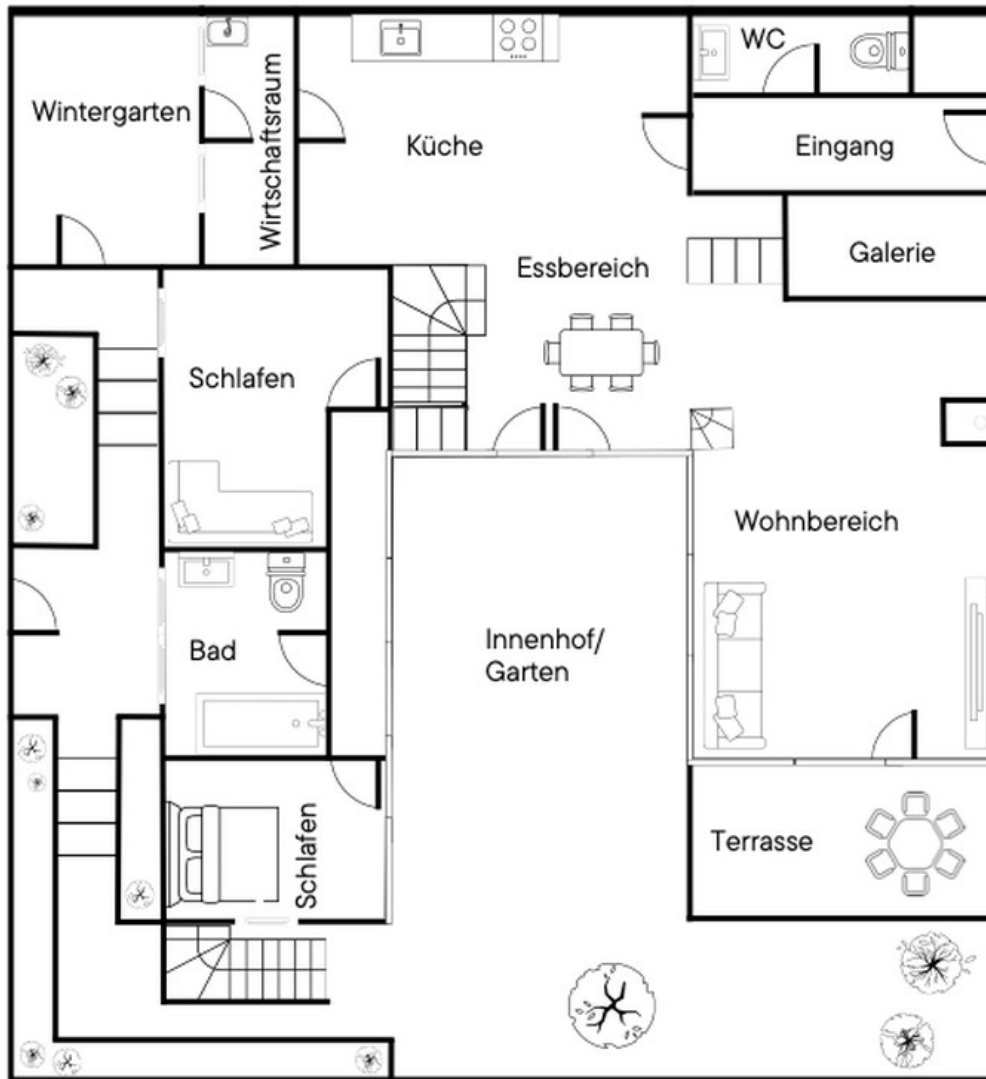 WC
Wintergarten
Wirtschaftsraum
Küche
Eingang
Galerie
Essbereich
Schlafen
Wohnbereich
Innenhof/
Garten
Bad
Schlafen
Terrasse